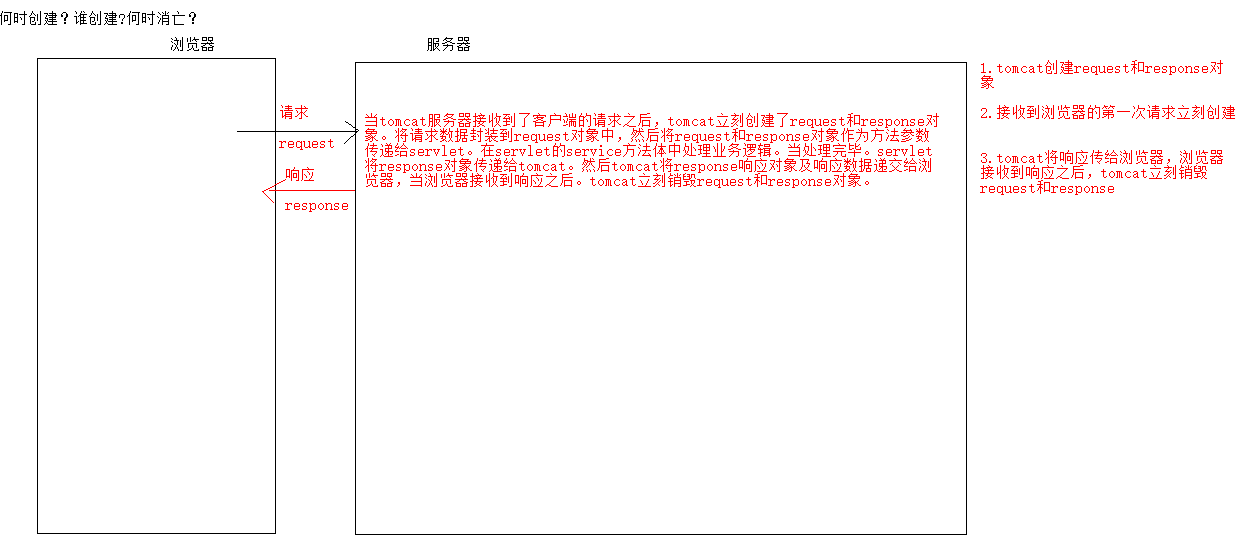 何时创建？谁创建?何时消亡？
浏览器
服务器
请求
request
响应
response
当tomcat服务器接收到了客户端的请求之后，tomcat立刻创建了request和response对
象。将请求数据封装到request对象中，然后将request和response对象作为方法参数
传递给servlet。在servlet的service方法体中处理业务逻辑。当处理完毕。servlet
将response对象传递给tomcat。然后tomcat将response响应对象及响应数据递交给浏
览器，当浏览器接收到响应之后。tomcat立刻销毁request和response对象。
1.tomcat创建request和response对
象
2.接收到浏览器的第一次请求立刻创建
3.tomcat将响应传给浏览器，浏览器
接收到响应之后，tomcat立刻销毁
request和response